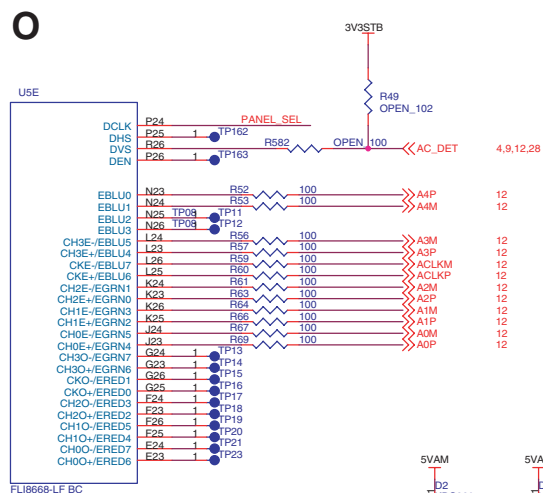 O
3V3STB
U5E
R49
OPEN_102
DCLK P24 PANEL_SEL
DHS P25 1 TP162
DVS R26 R582 OPEN_100 AC_DET 4,9,12,28
DEN P26 1 TP163
EBLU0 N23 R52 100 A4P 12
EBLU1 N24 R53 100 A4M 12
EBLU2 N25 TP08 1 TP11
EBLU3 N26 TP08 1 TP12
CH3E-/EBLU5 L24 R56 100 A3M 12
CH3E+/EBLU4 L23 R57 100 A3P 12
CKE-/EBLU7 L26 R59 100 ACLKM 12
CKE+/EBLU6 L25 R60 100 ACLKP 12
CH2E-/EGRN1 K24 R61 100 A2M 12
CH2E+/EGRN0 K23 R63 100 A2P 12
CH1E-/EGRN3 K26 R64 100 A1M 12
CH1E+/EGRN2 K25 R66 100 A1P 12
CH0E-/EGRN5 J24 R67 100 A0M 12
CH0E+/EGRN4 J23 R69 100 A0P 12
CH3O-/EGRN7 G24 1 TP13
CH3O+/EGRN6 G23 1 TP14
CKO-/ERED1 G26 1 TP15
CKO+/ERED0 G25 1 TP16
CH2O-/ERED3 F24 1 TP17
CH2O+/ERED2 F23 1 TP18
CH1O-/ERED5 F26 1 TP19
CH1O+/ERED4 F25 1 TP20
CH0O-/ERED7 E24 1 TP21
CH0O+/ERED6 E23 1 TP23
FLI8668-LF BC
5VAM
D2
5VA